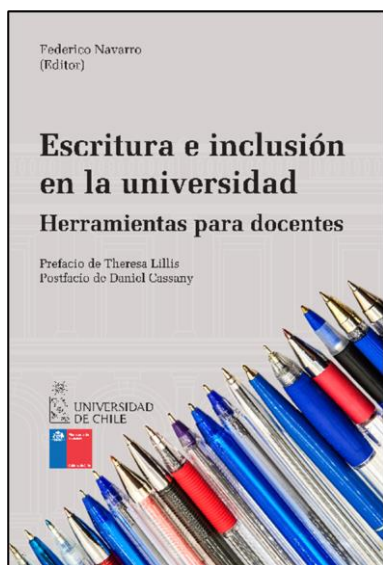 Federico Navarro
(Editor)
Escritura e inclusión
en la universidad
Herramientas para docentes
Prefacio de Theresa Lillis
Postfacio de Daniel Cassany
UNIVERSIDAD
DE CHILE